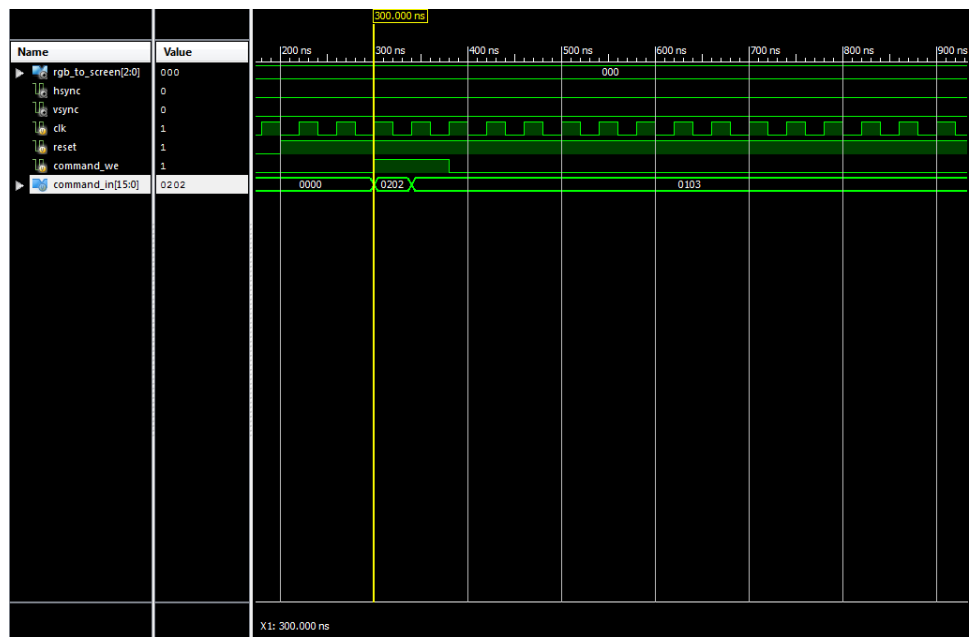 300.000 ns
Name Value
200 ns 300 ns 400 ns 500 ns 600 ns 700 ns 800 ns 900 ns
rgb_to_screen[2:0] 000 000
hsync 0
vsync 0
clk 1
reset 1
command_we 1
command_in[15:0] 0202 0000 0202 0103
X1: 300.000 ns